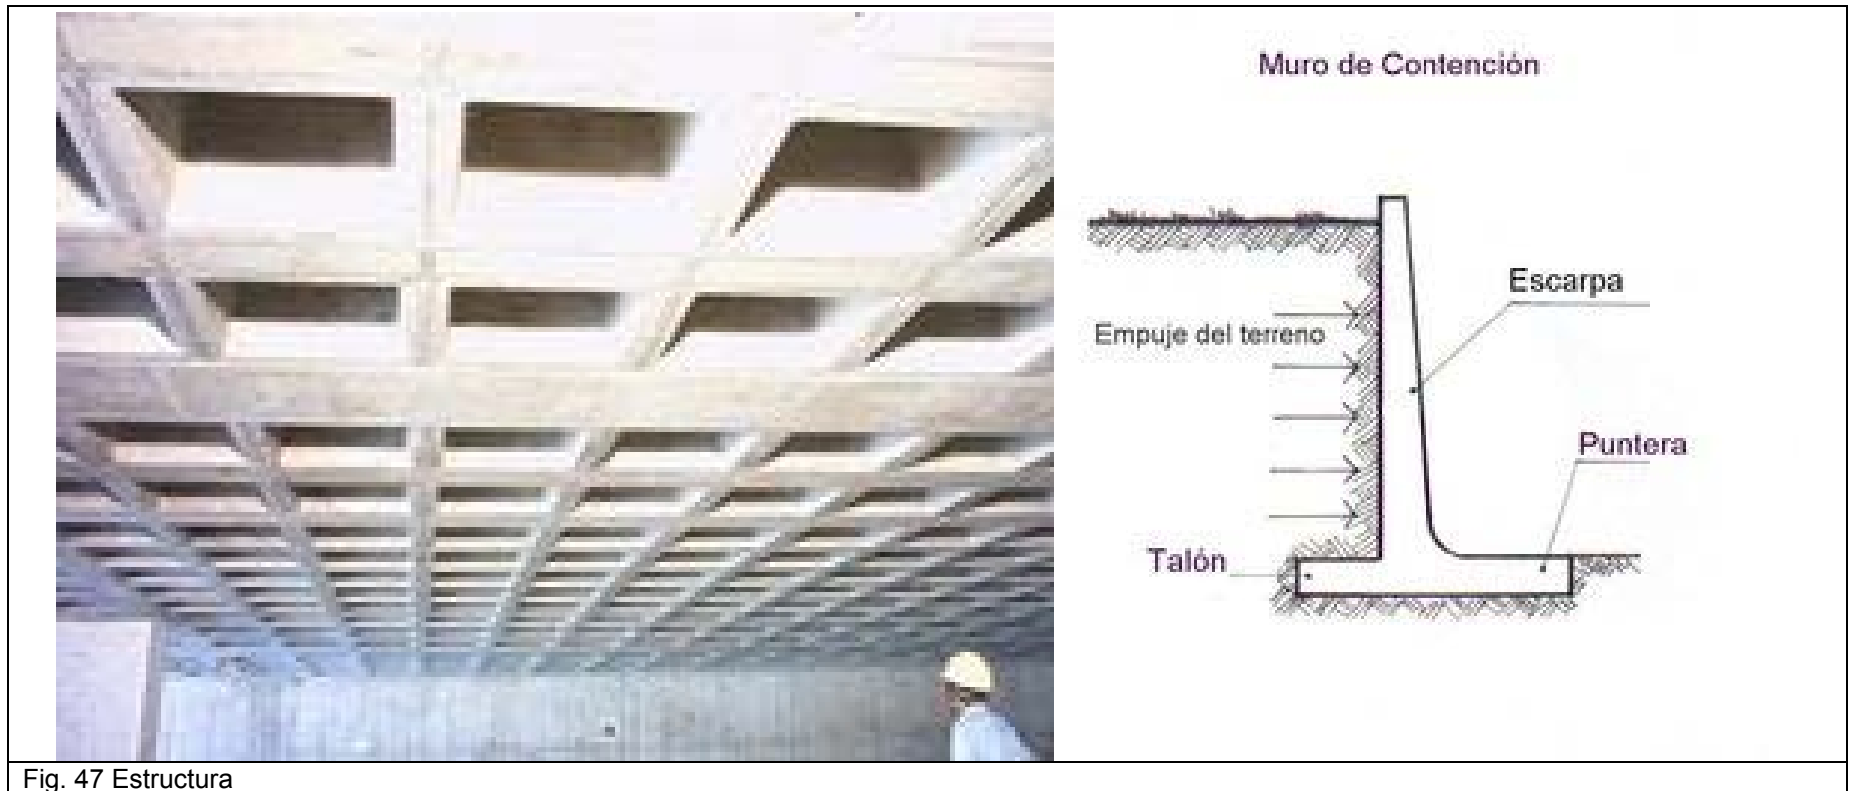 Muro de Contención
Escarpa
Empuje del terreno
Puntera
Talón
Fig. 47 Estructura